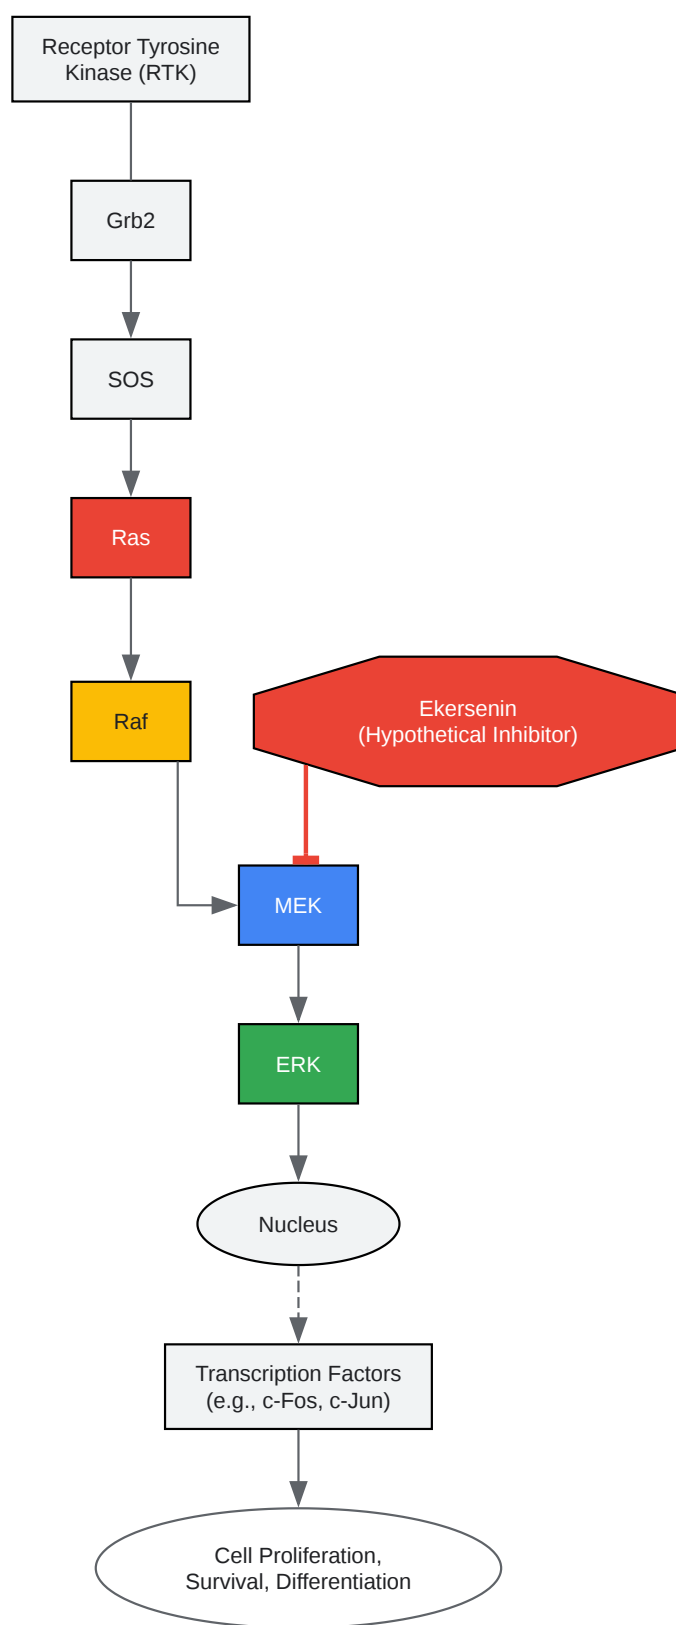 Receptor Tyrosine
Kinase (RTK)
Grb2
SOS
Ras
Raf
Ekersenin
(Hypothetical Inhibitor)
MEK
ERK
Nucleus
Transcription Factors
(e.g., c-Fos, c-Jun)
Cell Proliferation,
Survival, Differentiation